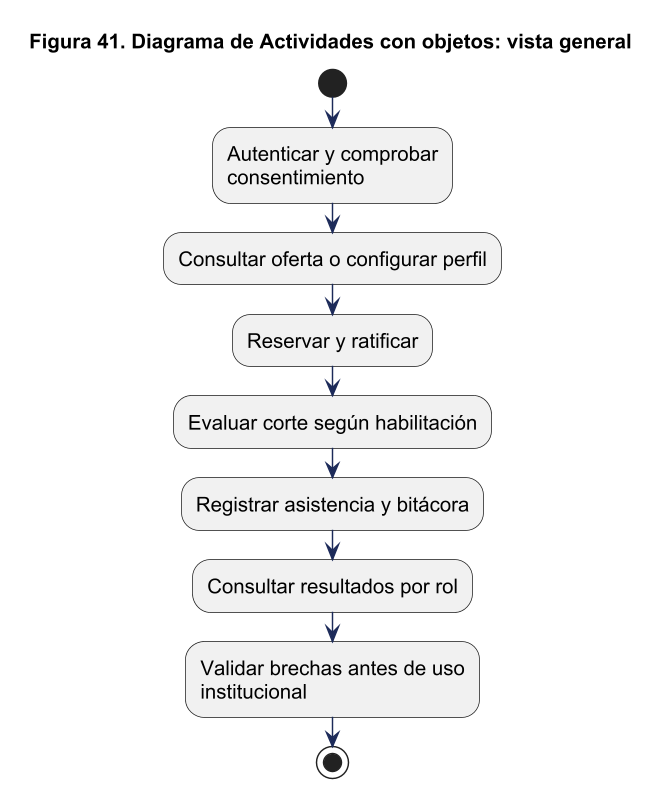 Figura 41. Diagrama de Actividades con objetos: vista general
Autenticar y comprobar
consentimiento
Consultar oferta o configurar perfil
Reservar y ratificar
Evaluar corte según habilitación
Registrar asistencia y bitácora
Consultar resultados por rol
Validar brechas antes de uso
institucional